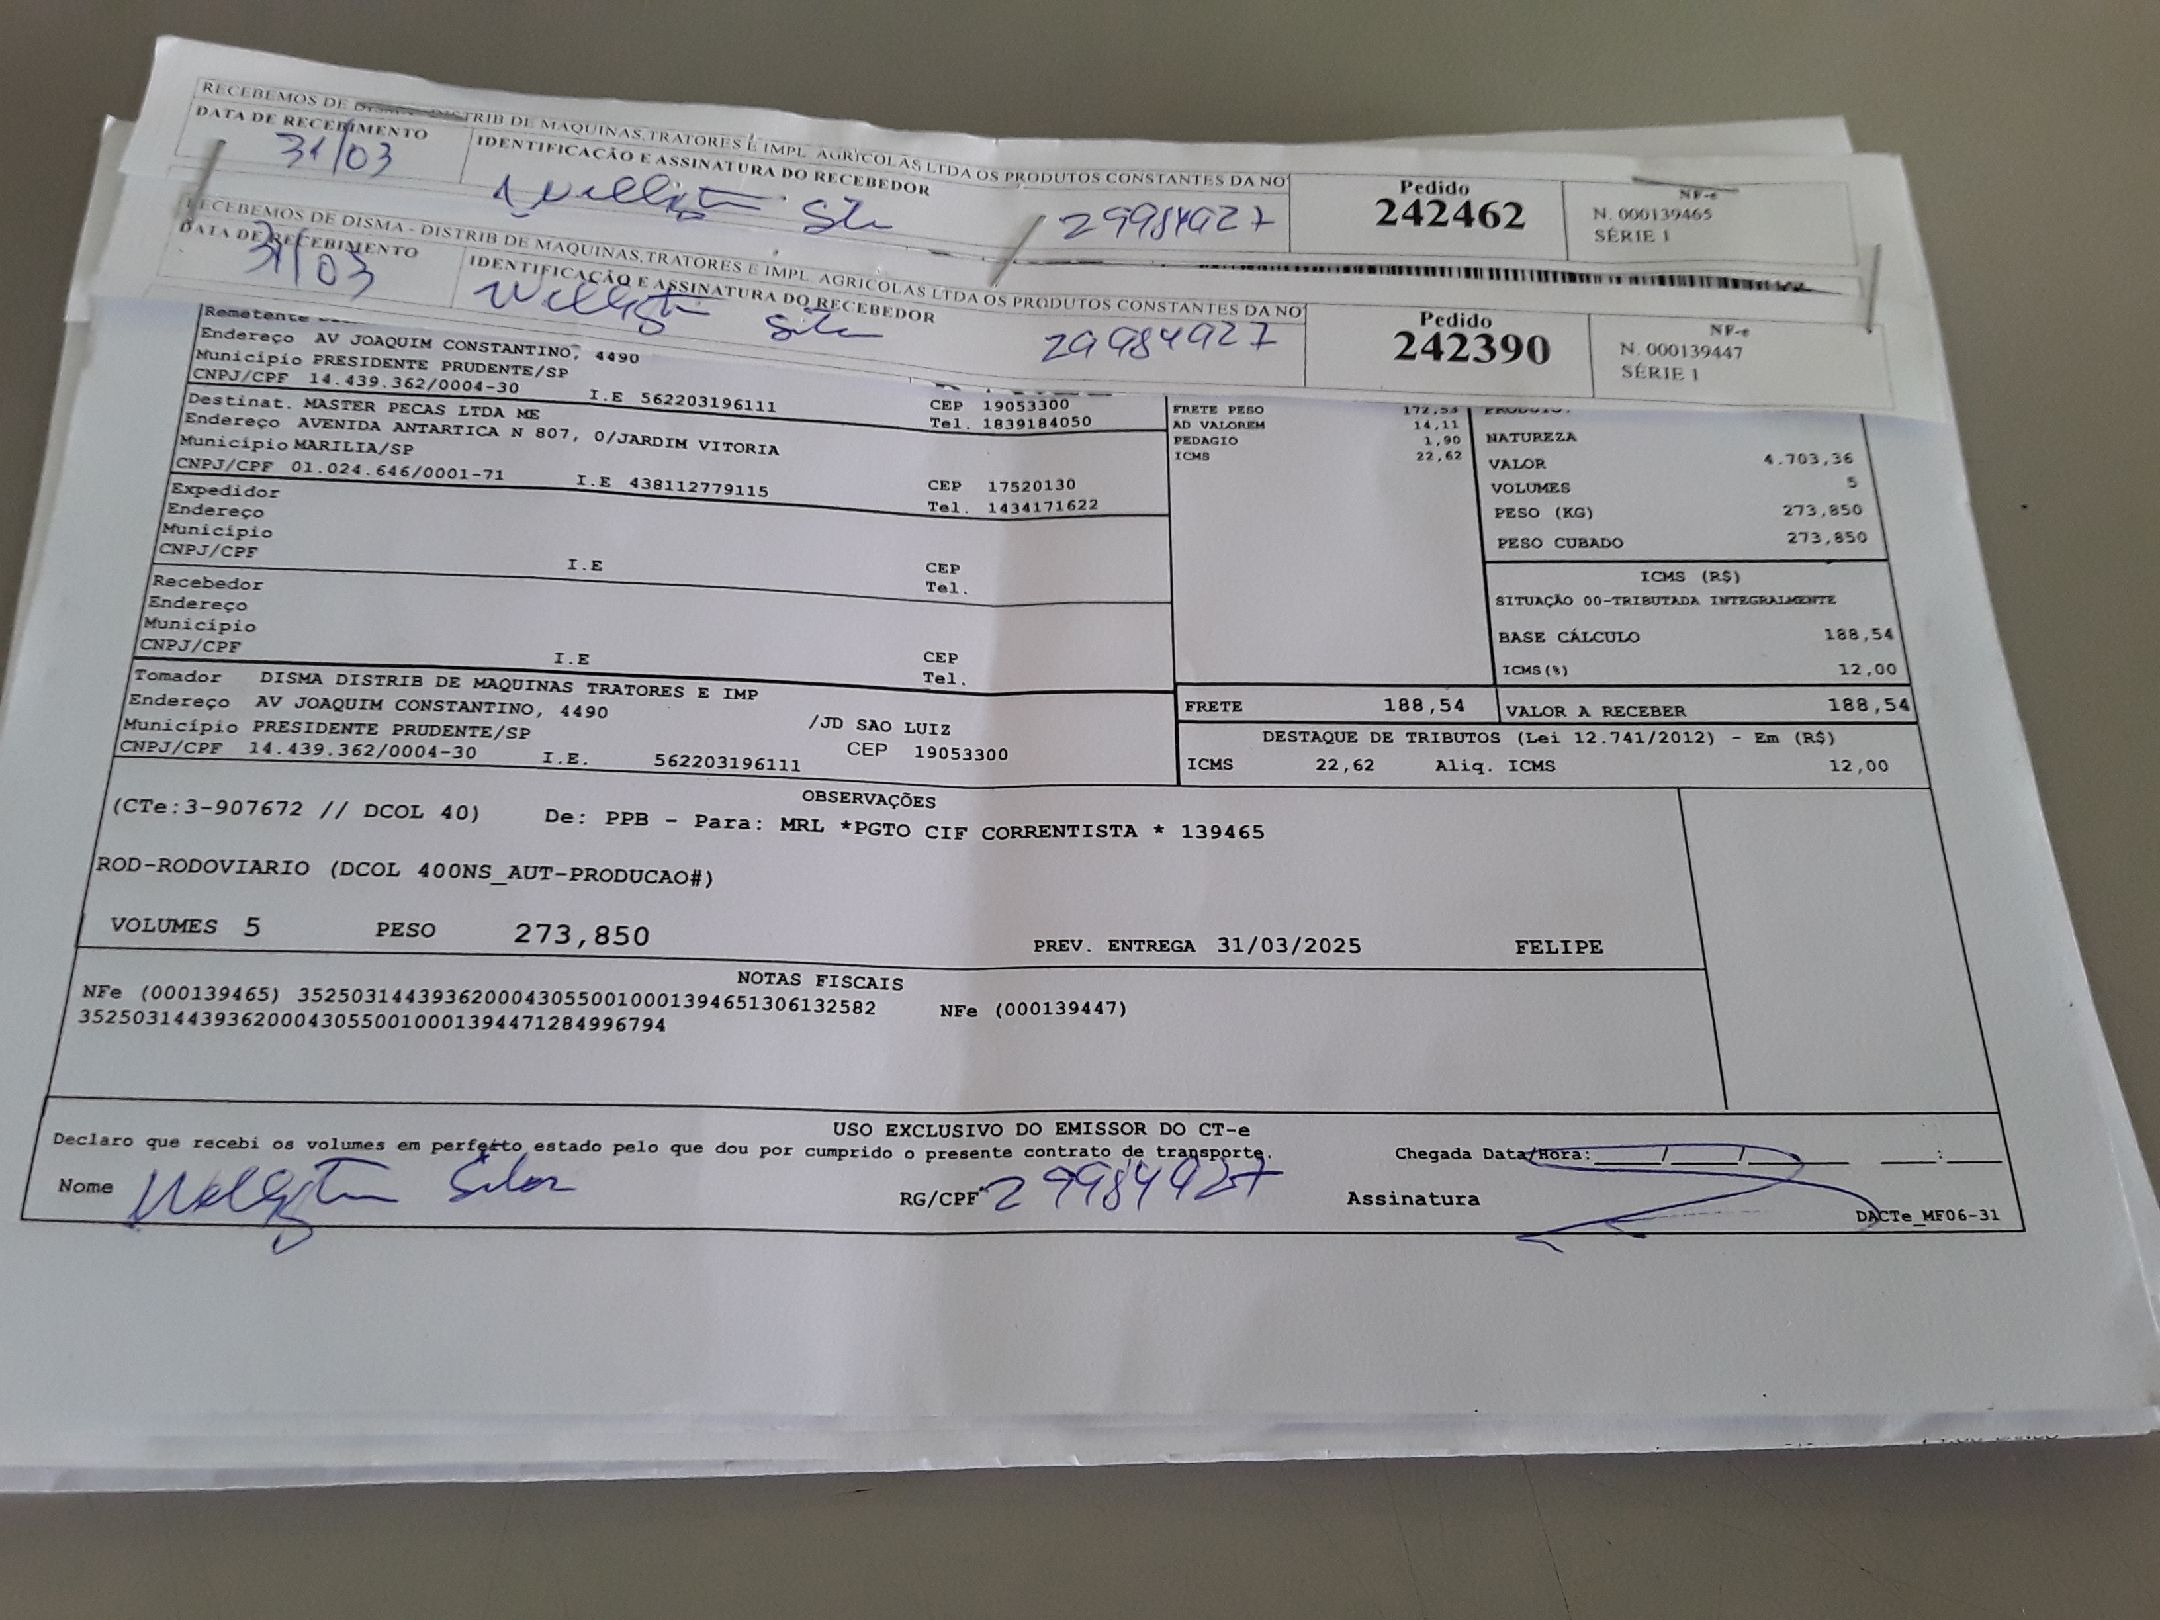 RECEBEMOS DE DISMA - DISTRIB DE MAQUINAS,TRATORES E IMPL AGRICOLAS LTDA OS PRODUTOS CONSTANTES DA NO
DATA DE RECEBIMENTO
31/03
IDENTIFICAÇÃO E ASSINATURA DO RECEBEDOR
29984927
Pedido
242462
NF-e
N. 000139465
SÉRIE 1
RECEBEMOS DE DISMA - DISTRIB DE MAQUINAS,TRATORES E IMPL AGRICOLAS LTDA OS PRODUTOS CONSTANTES DA NO
DATA DE RECEBIMENTO
31/03
IDENTIFICAÇÃO E ASSINATURA DO RECEBEDOR
29984927
Pedido
242390
NF-e
N. 000139447
SÉRIE 1
Remetente
Endereço AV JOAQUIM CONSTANTINO, 4490
Município PRESIDENTE PRUDENTE/SP
CNPJ/CPF 14.439.362/0004-30 I.E 562203196111 CEP 19053300
Tel. 1839184050
Destinat. MASTER PECAS LTDA ME
Endereço AVENIDA ANTARTICA N 807, 0/JARDIM VITORIA
Município MARILIA/SP
CNPJ/CPF 01.024.646/0001-71 I.E 438112779115 CEP 17520130
Tel. 1434171622
Expedidor
Endereço
Município
CNPJ/CPF I.E CEP
Tel.
Recebedor
Endereço
Município
CNPJ/CPF I.E CEP
Tel.
Tomador DISMA DISTRIB DE MAQUINAS TRATORES E IMP
Endereço AV JOAQUIM CONSTANTINO, 4490 /JD SAO LUIZ
Município PRESIDENTE PRUDENTE/SP CEP 19053300
CNPJ/CPF 14.439.362/0004-30 I.E. 562203196111
FRETE PESO 172,53
AD VALOREM 14,11
PEDAGIO 1,90
ICMS 22,62
FRETE 188,54
NATUREZA
VALOR 4.703,36
VOLUMES 5
PESO (KG) 273,850
PESO CUBADO 273,850
ICMS (R$)
SITUAÇÃO 00-TRIBUTADA INTEGRALMENTE
BASE CÁLCULO 188,54
ICMS(%) 12,00
VALOR A RECEBER 188,54
DESTAQUE DE TRIBUTOS (Lei 12.741/2012) - Em (R$)
ICMS 22,62 Aliq. ICMS 12,00
OBSERVAÇÕES
(CTe:3-907672 // DCOL 40) De: PPB - Para: MRL *PGTO CIF CORRENTISTA * 139465
ROD-RODOVIARIO (DCOL 400NS_AUT-PRODUCAO#)
VOLUMES 5 PESO 273,850 PREV. ENTREGA 31/03/2025 FELIPE
NOTAS FISCAIS
NFe (000139465) 35250314439362000430550010001394651306132582 NFe (000139447)
35250314439362000430550010001394471284996794
USO EXCLUSIVO DO EMISSOR DO CT-e
Declaro que recebi os volumes em perfeito estado pelo que dou por cumprido o presente contrato de transporte. Chegada Data/Hora:____/____/______ ___:___
Nome RG/CPF 29984927 Assinatura
DACTe_MF06-31